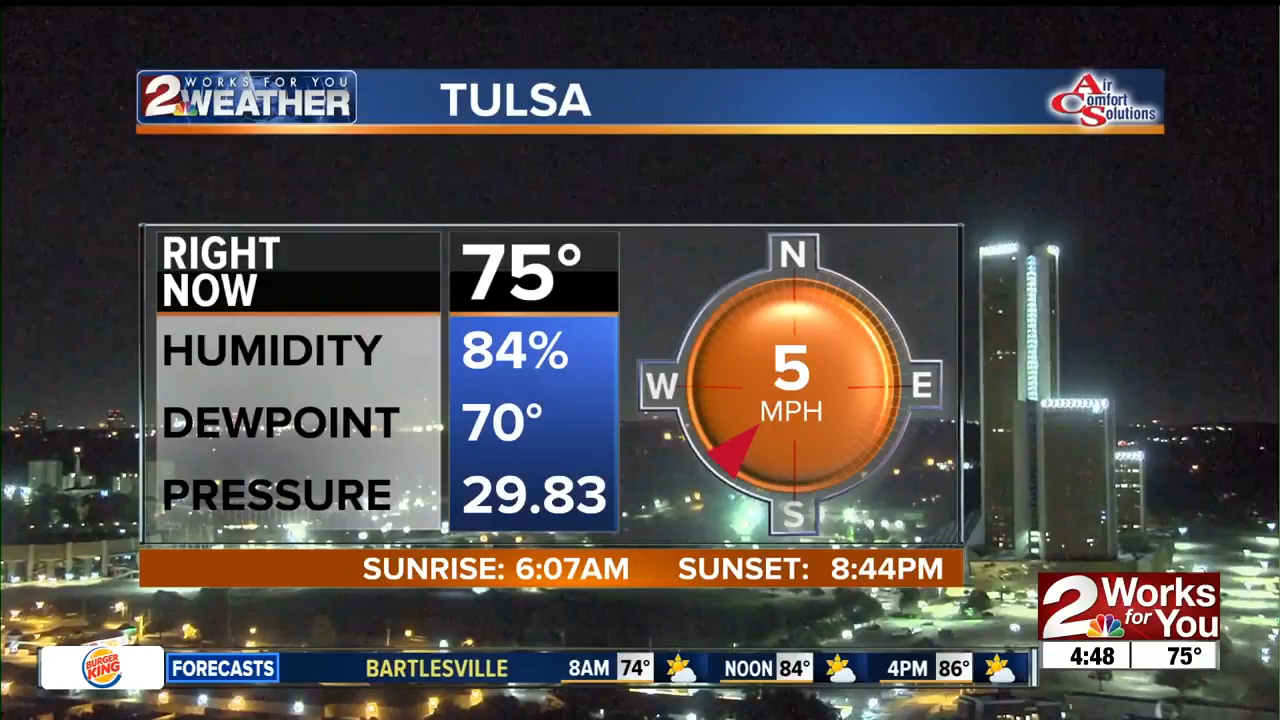 2 WORKS FOR YOU
WEATHER
TULSA
Air
Comfort
Solutions
RIGHT
NOW
75°
HUMIDITY 84%
DEWPOINT 70°
PRESSURE 29.83
N
W
E
S
5
MPH
SUNRISE: 6:07AM SUNSET: 8:44PM
2 Works
for You
4:48 75°
BURGER
KING
FORECASTS BARTLESVILLE 8AM 74° NOON 84° 4PM 86°